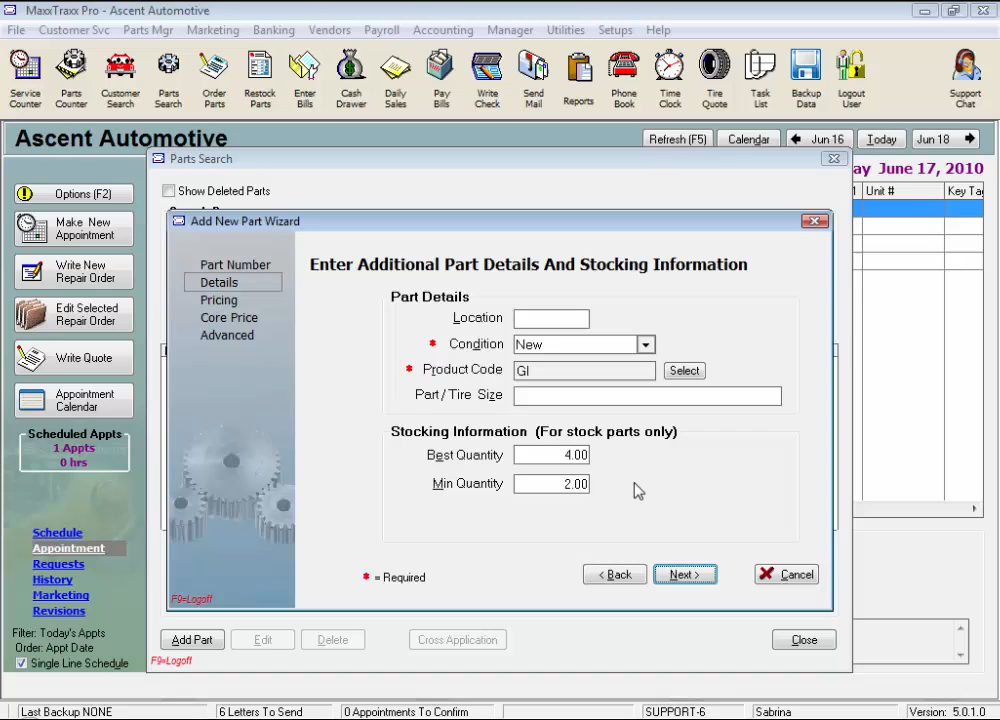 MaxxTraxx Pro - Ascent Automotive
File Customer Svc Parts Mgr Marketing Banking Vendors Payroll Accounting Manager Utilities Setups Help
Service Counter
Parts Counter
Customer Search
Parts Search
Order Parts
Restock Parts
Enter Bills
Cash Drawer
Daily Sales
Pay Bills
Write Check
Send Mail
Reports
Phone Book
Time Clock
Tire Quote
Task List
Backup Data
Logout User
Support Chat
Ascent Automotive
Refresh (F5) Calendar Jun 16 Today Jun 18
Parts Search
ay June 17, 2010
Show Deleted Parts
Unit # Key Tag
Options (F2)
Make New Appointment
Write New Repair Order
Edit Selected Repair Order
Write Quote
Appointment Calendar
Scheduled Appts
1 Appts
0 hrs
Schedule
Appointment
Requests
History
Marketing
Revisions
Filter: Today's Appts
Order: Appt Date
Single Line Schedule
Add New Part Wizard
Part Number
Details
Pricing
Core Price
Advanced
Enter Additional Part Details And Stocking Information
Part Details
Location
* Condition New
* Product Code GI Select
Part/Tire Size
Stocking Information (For stock parts only)
Best Quantity 4.00
Min Quantity 2.00
* = Required
< Back Next > Cancel
F9=Logoff
Add Part Edit Delete Cross Application Close
F9=Logoff
Last Backup NONE 6 Letters To Send 0 Appointments To Confirm SUPPORT-6 Sabrina Version: 5.0.1.0